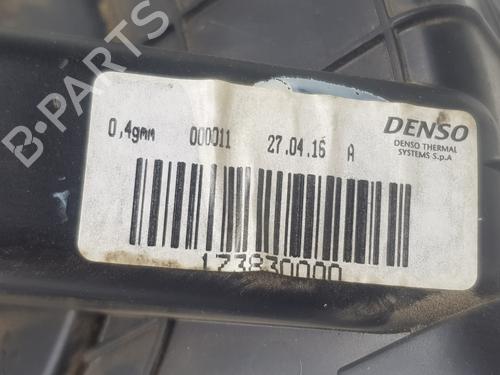 B-PARTS
0,4gmm 000011 27.04.16 A
DENSO
DENSO THERMAL
SYSTEMS S.p.A
173830000